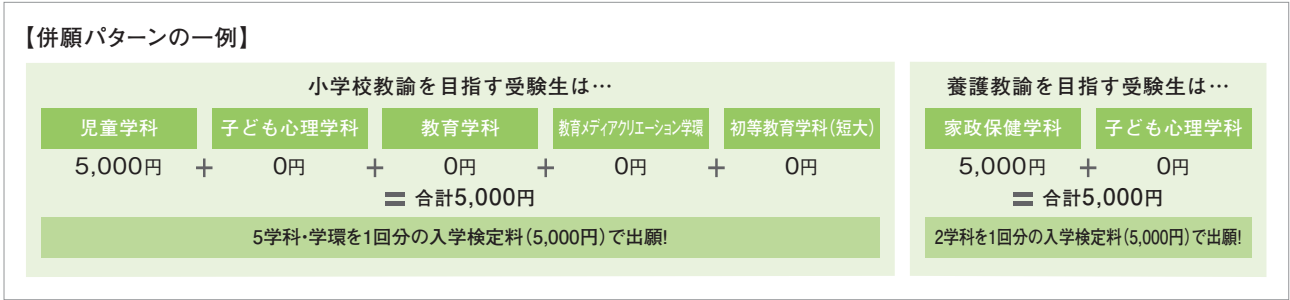 【併願パターンの一例】
小学校教諭を目指す受験生は…
児童学科 子ども心理学科 教育学科 教育メディアクリエーション学環 初等教育学科(短大)
5,000円 + 0円 + 0円 + 0円 + 0円
= 合計5,000円
5学科・学環を1回分の入学検定料(5,000円)で出願!
養護教諭を目指す受験生は…
家政保健学科 子ども心理学科
5,000円 + 0円
= 合計5,000円
2学科を1回分の入学検定料(5,000円)で出願!